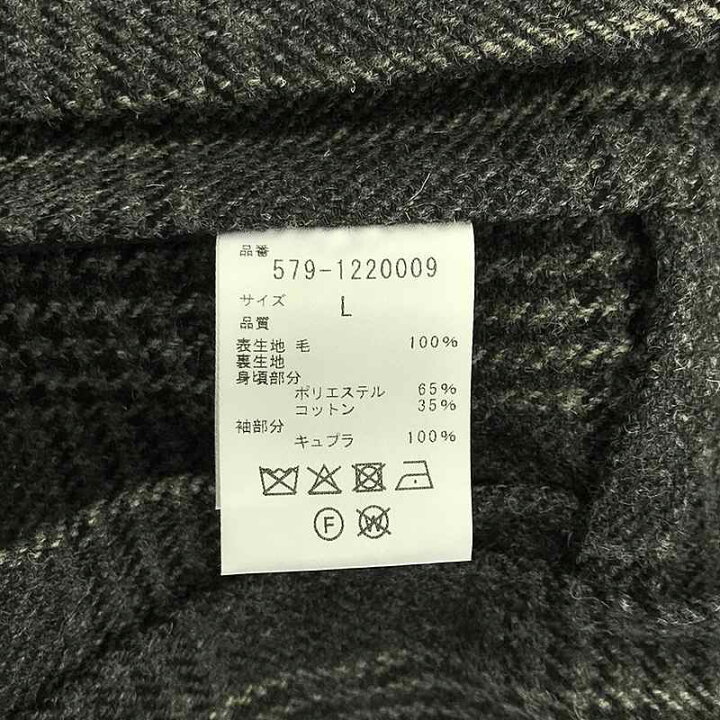 品番
579-1220009
サイズ L
品質
表生地 毛 100%
裏生地
身頃部分
ポリエステル 65%
コットン 35%
袖部分
キュプラ 100%
F W